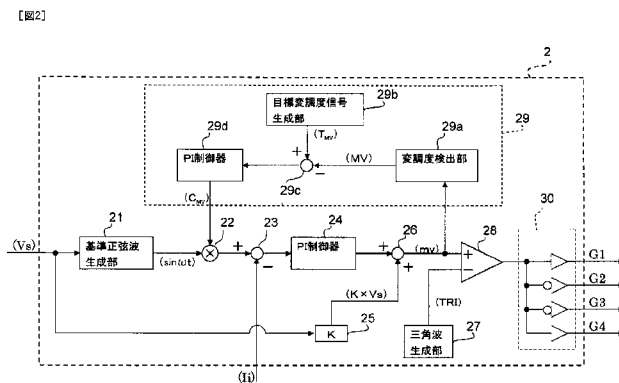 [図2]
2
目標変調度信号
生成部
29b
29
29d
PI制御器
(TMV)
+
−
29c
(MV)
29a
変調度検出部
(CMV)
30
21
基準正弦波
生成部
(Vs)
(sinωt)
22
+
−
23
24
PI制御器
+
+
26
(mv)
28
+
−
G1
G2
G3
G4
(K×Vs)
(TRI)
K
25
三角波
生成部
27
(Ii)